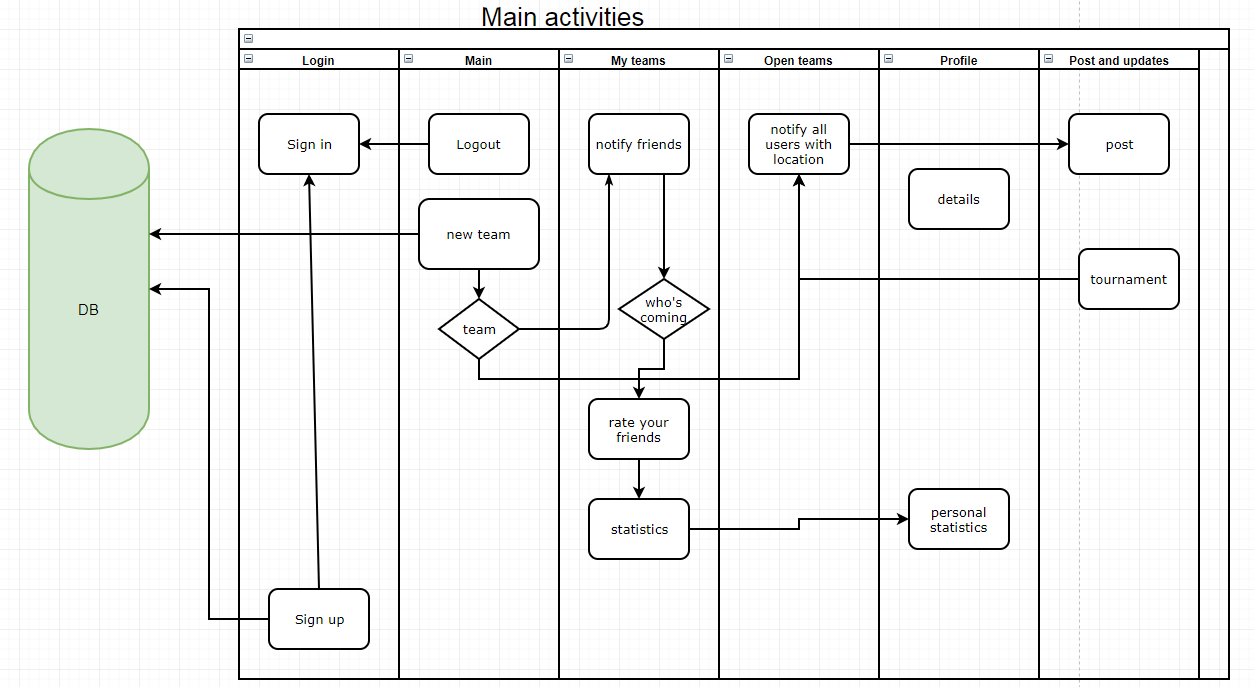 Main activities
Login
Main
My teams
Open teams
Profile
Post and updates
Sign in
Logout
notify friends
notify all
users with
location
post
details
new team
tournament
DB
team
who's
coming
rate your
friends
statistics
personal
statistics
Sign up